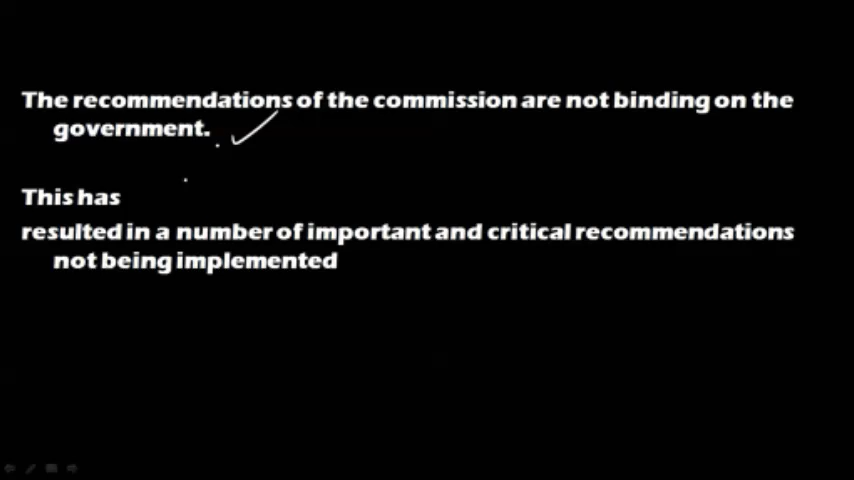 The recommendations of the commission are not binding on the
government.
This has
resulted in a number of important and critical recommendations
not being implemented